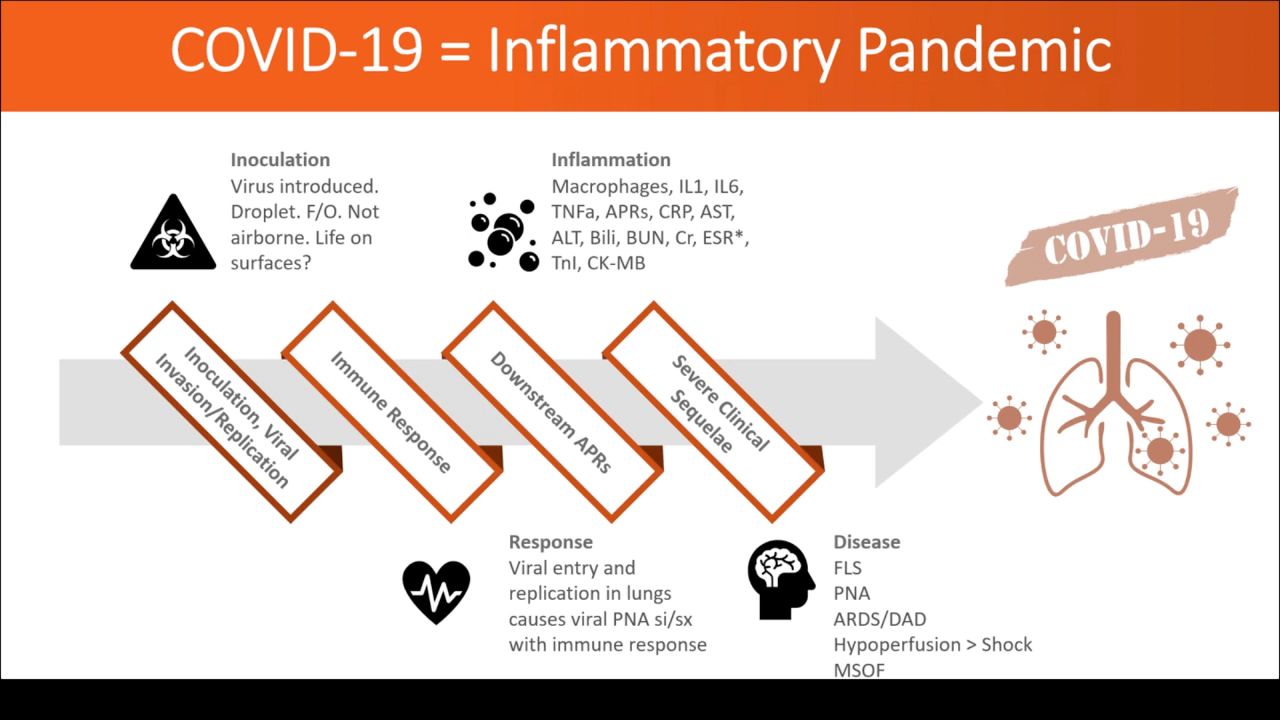 COVID-19 = Inflammatory Pandemic
Inoculation
Virus introduced.
Droplet. F/O. Not
airborne. Life on
surfaces?
Inflammation
Macrophages, IL1, IL6,
TNFa, APRs, CRP, AST,
ALT, Bili, BUN, Cr, ESR*,
TnI, CK-MB
COVID-19
Inoculation, Viral
Invasion/Replication
Immune Response
Downstream APRs
Severe Clinical
Sequelae
Response
Viral entry and
replication in lungs
causes viral PNA si/sx
with immune response
Disease
FLS
PNA
ARDS/DAD
Hypoperfusion > Shock
MSOF